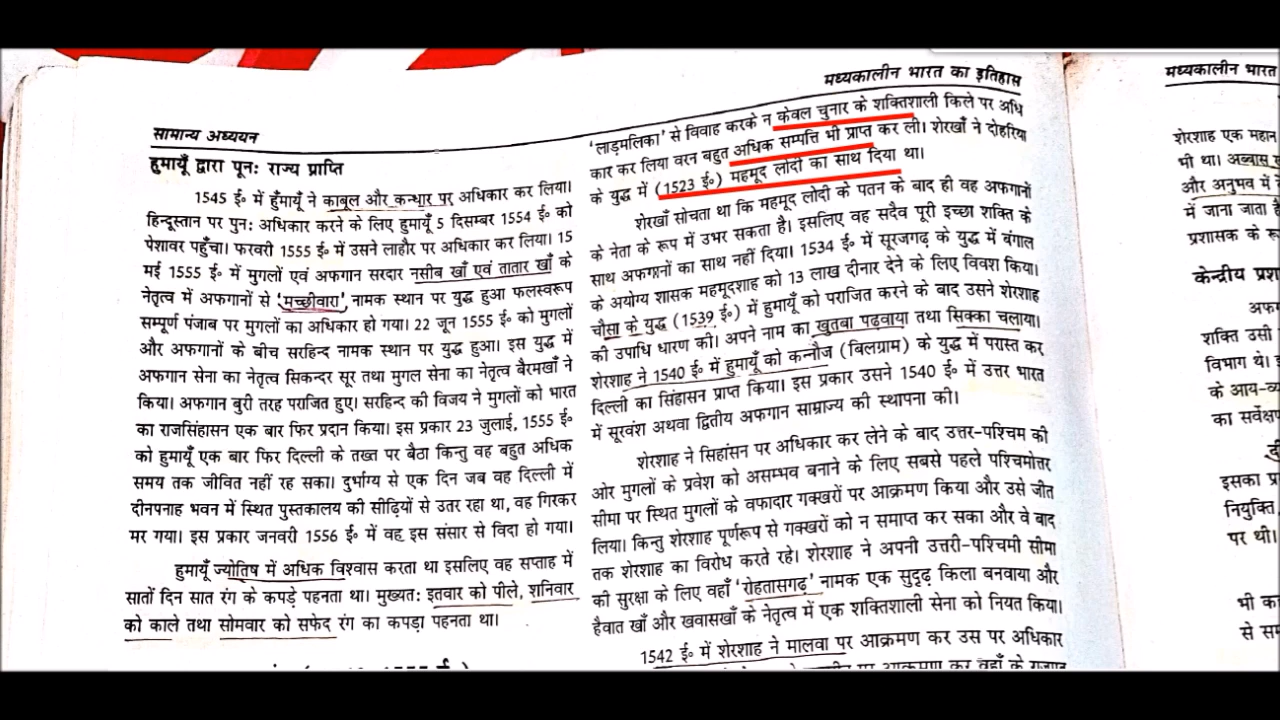 सामान्य अध्ययन
हुमायूँ द्वारा पूनः राज्य प्राप्ति
1545 ई० में हुँमायूँ ने काबूल और कन्धार पर अधिकार कर लिया।
हिन्दूस्तान पर पुनः अधिकार करने के लिए हुमायूँ 5 दिसम्बर 1554 ई० को
पेशावर पहुँचा। फरवरी 1555 ई० में उसने लाहौर पर अधिकार कर लिया। 15
मई 1555 ई० में मुगलों एवं अफगान सरदार नसीब खाँ एवं तातार खाँ के
नेतृत्व में अफगानों से 'मच्छीवारा' नामक स्थान पर युद्ध हुआ फलस्वरूप
सम्पूर्ण पंजाब पर मुगलों का अधिकार हो गया। 22 जून 1555 ई० को मुगलों
और अफगानों के बीच सरहिन्द नामक स्थान पर युद्ध हुआ। इस युद्ध में
अफगान सेना का नेतृत्व सिकन्दर सूर तथा मुगल सेना का नेतृत्व बैरमखाँ ने
किया। अफगान बुरी तरह पराजित हुए। सरहिन्द की विजय ने मुगलों को भारत
का राजसिंहासन एक बार फिर प्रदान किया। इस प्रकार 23 जुलाई, 1555 ई०
को हुमायूँ एक बार फिर दिल्ली के तख्त पर बैठा किन्तु वह बहुत अधिक
समय तक जीवित नहीं रह सका। दुर्भाग्य से एक दिन जब वह दिल्ली में
दीनपनाह भवन में स्थित पुस्तकालय की सीढ़ियों से उतर रहा था, वह गिरकर
मर गया। इस प्रकार जनवरी 1556 ई० में वह इस संसार से विदा हो गया।
हुमायूँ ज्योतिष में अधिक विश्वास करता था इसलिए वह सप्ताह में
सातों दिन सात रंग के कपड़े पहनता था। मुख्यतः इतवार को पीले, शनिवार
को काले तथा सोमवार को सफेद रंग का कपड़ा पहनता था।
मध्यकालीन भारत का इतिहास
'लाड़मलिका' से विवाह करके न केवल चुनार के शक्तिशाली किले पर अधि
कार कर लिया वरन बहुत अधिक सम्पत्ति भी प्राप्त कर ली। शेरखाँ ने दोहरिया
के युद्ध में (1523 ई०) महमूद लोदी का साथ दिया था।
शेरखाँ सोचता था कि महमूद लोदी के पतन के बाद ही वह अफगानों
के नेता के रूप में उभर सकता है। इसलिए वह सदैव पूरी इच्छा शक्ति के
साथ अफगानों का साथ नहीं दिया। 1534 ई० में सूरजगढ़ के युद्ध में बंगाल
के अयोग्य शासक महमूदशाह को 13 लाख दीनार देने के लिए विवश किया।
चौसा के युद्ध (1539 ई०) में हुमायूँ को पराजित करने के बाद उसने शेरशाह
की उपाधि धारण की। अपने नाम का खुतबा पढ़वाया तथा सिक्का चलाया।
शेरशाह ने 1540 ई० में हुमायूँ को कन्नौज (बिलग्राम) के युद्ध में परास्त कर
दिल्ली का सिंहासन प्राप्त किया। इस प्रकार उसने 1540 ई० में उत्तर भारत
में सूरवंश अथवा द्वितीय अफगान साम्राज्य की स्थापना की।
शेरशाह ने सिहांसन पर अधिकार कर लेने के बाद उत्तर-पश्चिम की
ओर मुगलों के प्रवेश को असम्भव बनाने के लिए सबसे पहले पश्चिमोत्तर
सीमा पर स्थित मुगलों के वफादार गक्खरों पर आक्रमण किया और उसे जीत
लिया। किन्तु शेरशाह पूर्णरूप से गक्खरों को न समाप्त कर सका और वे बाद
तक शेरशाह का विरोध करते रहे। शेरशाह ने अपनी उत्तरी-पश्चिमी सीमा
की सुरक्षा के लिए वहाँ 'रोहतासगढ़' नामक एक सुदृढ़ किला बनवाया और
हैवात खाँ और खवासखाँ के नेतृत्व में एक शक्तिशाली सेना को नियत किया।
1542 ई० में शेरशाह ने मालवा पर आक्रमण कर उस पर अधिकार
मध्यकालीन भारत
शेरशाह एक महान
भी था। अब्बास
और अनुभव में
में जाना जाता है
प्रशासक के
केन्द्रीय
शक्ति उसी
विभाग थे।
के आय-
का
इसका
नियुक्ति
पर थी।
भी
से